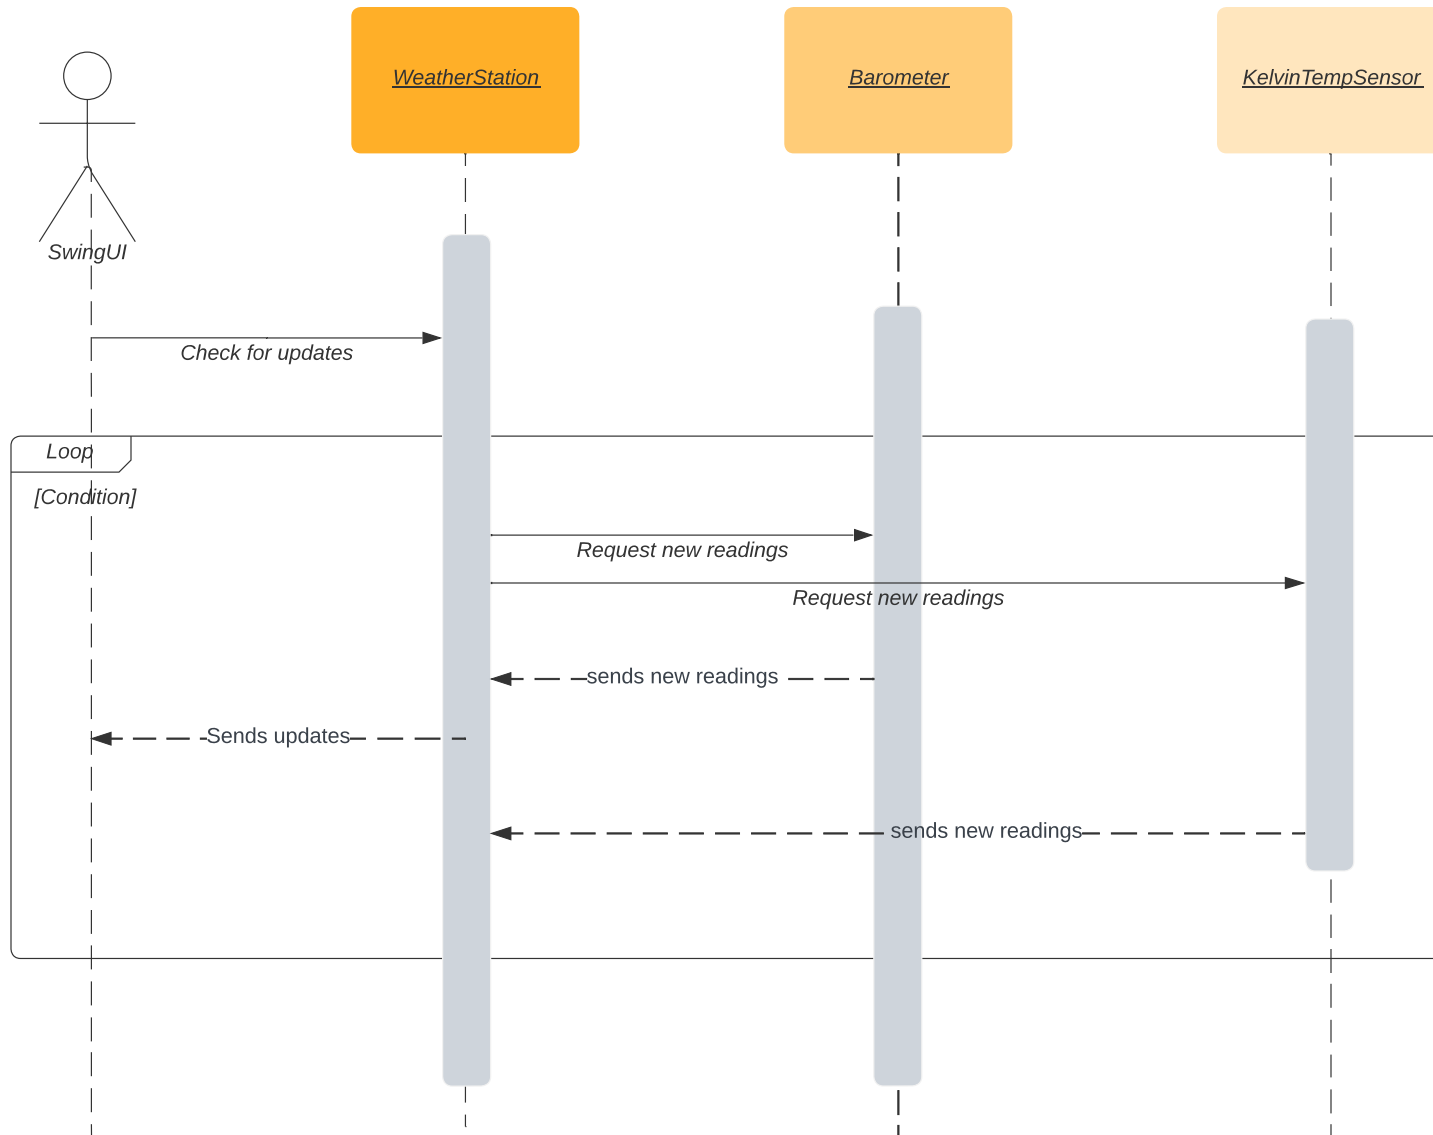 WeatherStation
Barometer
KelvinTempSensor
SwingUI
Check for updates
Loop
[Condition]
Request new readings
Request new readings
sends new readings
Sends updates
sends new readings